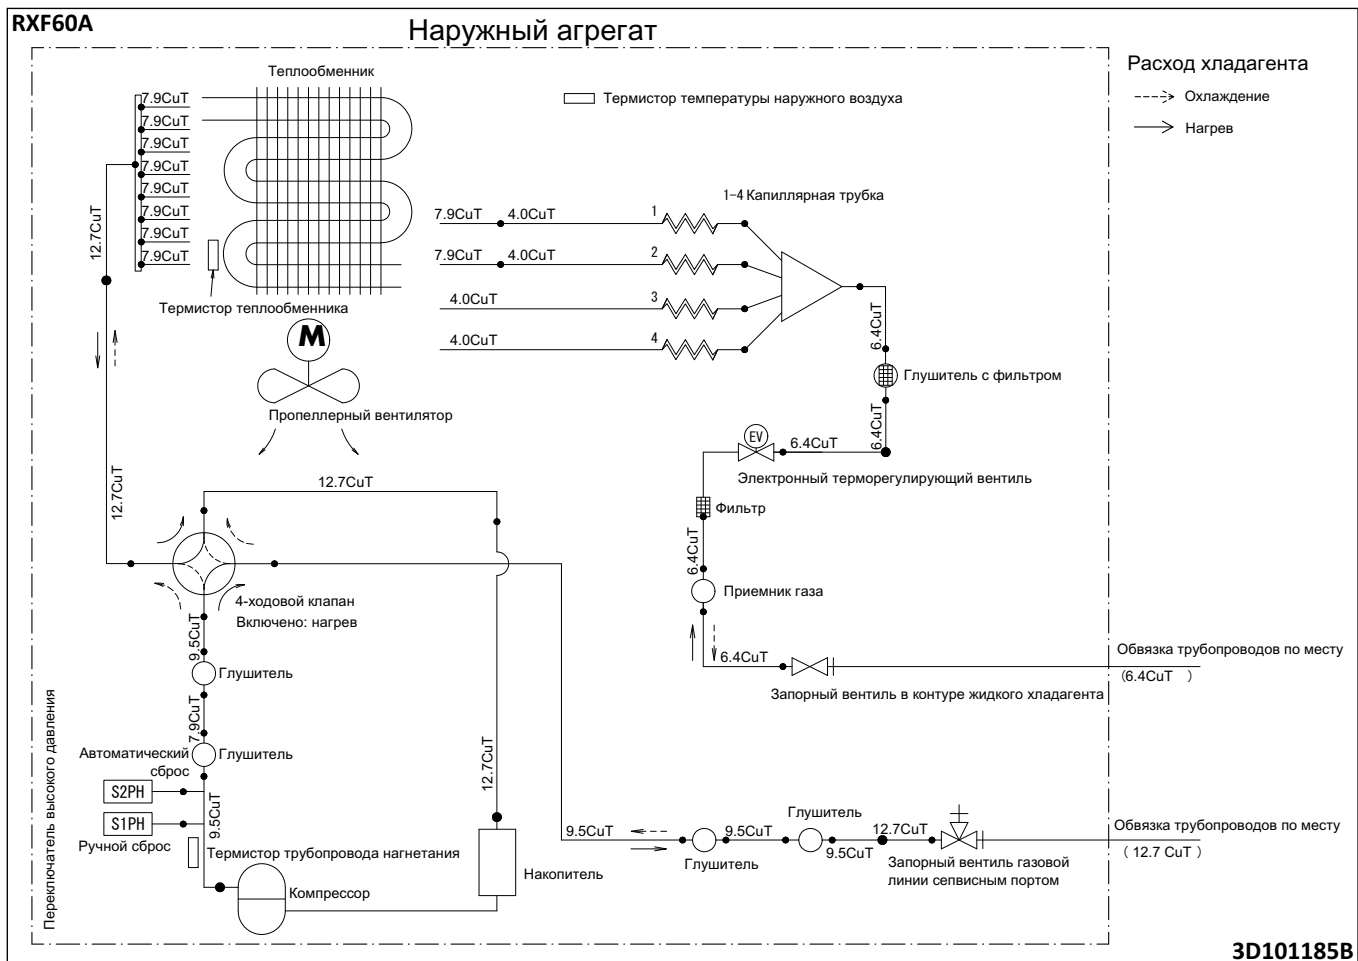 RXF60A
Наружный агрегат
Расход хладагента
Охлаждение
Нагрев
Теплообменник
Термистор температуры наружного воздуха
7.9CuT
7.9CuT
7.9CuT
7.9CuT
7.9CuT
7.9CuT
7.9CuT
7.9CuT
12.7CuT
Термистор теплообменника
M
Пропеллерный вентилятор
1-4 Капиллярная трубка
7.9CuT 4.0CuT 1
7.9CuT 4.0CuT 2
4.0CuT 3
4.0CuT 4
6.4CuT
Глушитель с фильтром
6.4CuT
EV
6.4CuT
Электронный терморегулирующий вентиль
Фильтр
6.4CuT
Приемник газа
6.4CuT
Запорный вентиль в контуре жидкого хладагента
Обвязка трубопроводов по месту
(6.4CuT )
12.7CuT
12.7CuT
4-ходовой клапан
Включено: нагрев
9.5CuT
Глушитель
7.9CuT
Глушитель
Автоматический
сброс
S2PH
S1PH
Ручной сброс
9.5CuT
Термистор трубопровода нагнетания
Компрессор
12.7CuT
Накопитель
Переключатель высокого давления
9.5CuT
Глушитель
9.5CuT
Глушитель
9.5CuT
12.7CuT
Запорный вентиль газовой
линии сепвисным портом
Обвязка трубопроводов по месту
( 12.7 CuT )
3D101185B